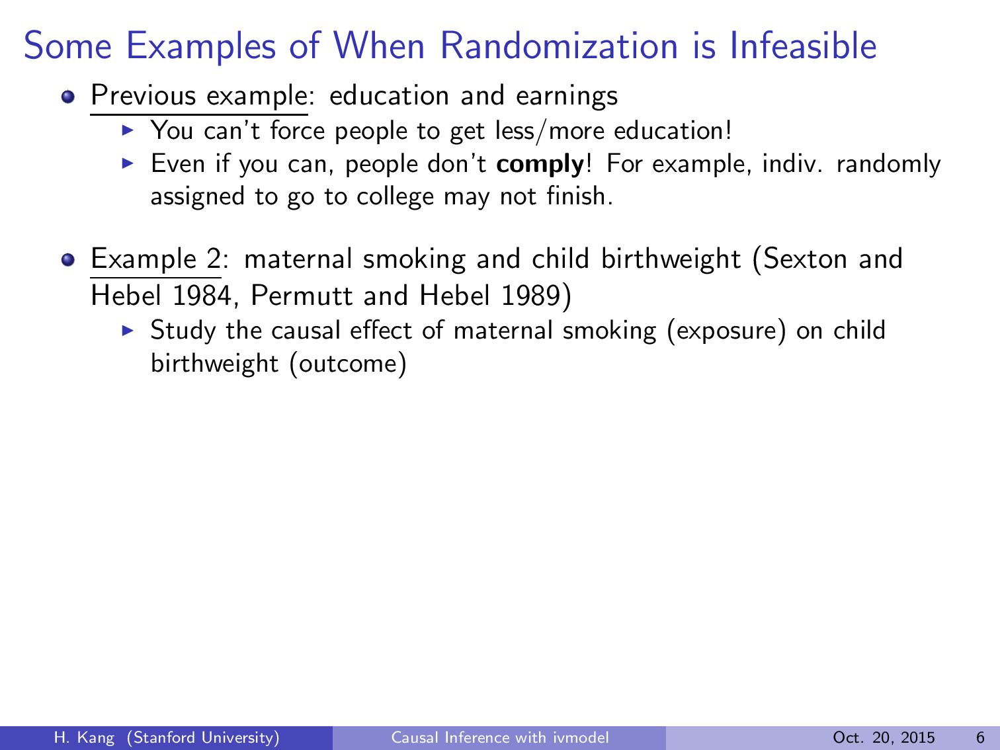 Some Examples of When Randomization is Infeasible
Previous example: education and earnings
You can't force people to get less/more education!
Even if you can, people don't comply! For example, indiv. randomly
assigned to go to college may not finish.
Example 2: maternal smoking and child birthweight (Sexton and
Hebel 1984, Permutt and Hebel 1989)
Study the causal effect of maternal smoking (exposure) on child
birthweight (outcome)
H. Kang (Stanford University) Causal Inference with ivmodel Oct. 20, 2015 6